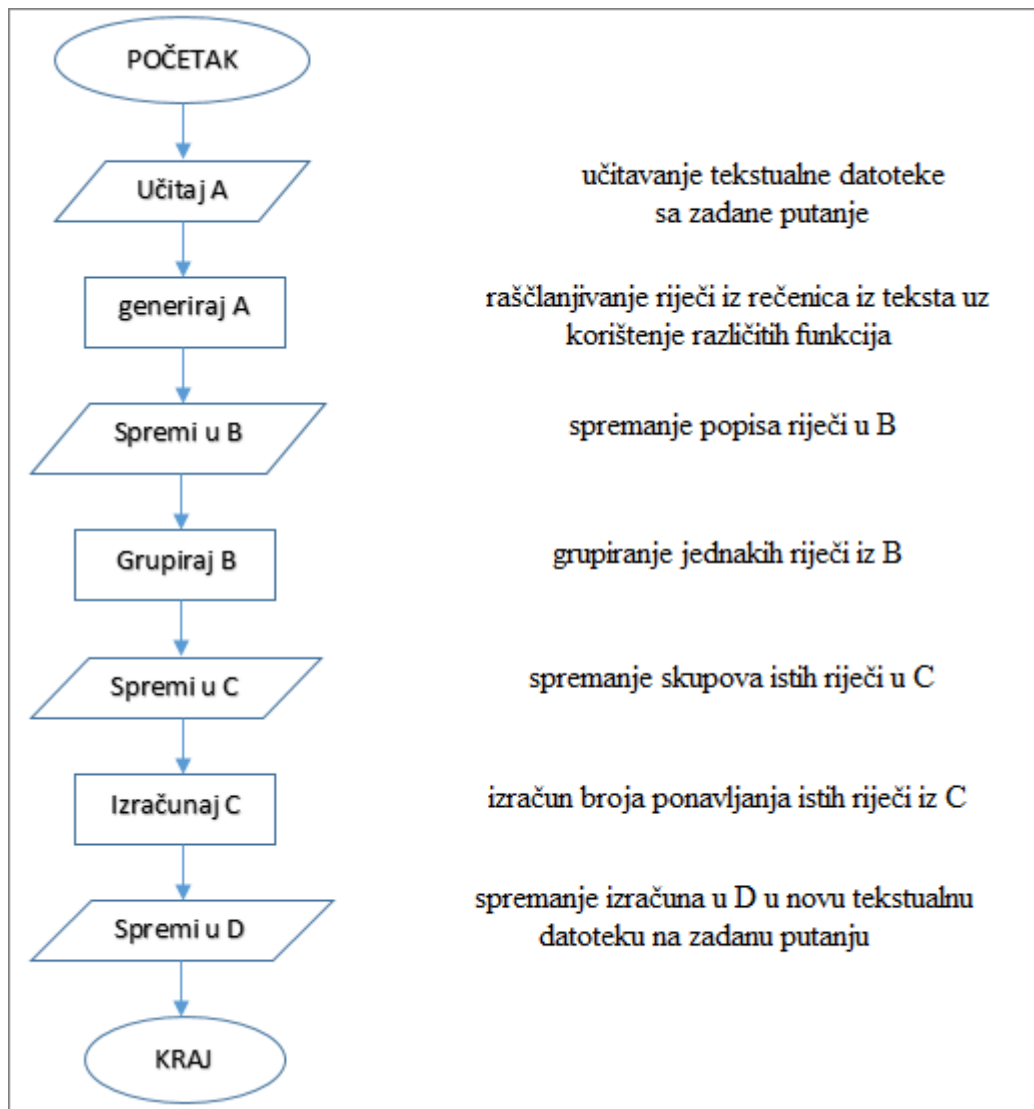 POČETAK
Učitaj A
učitavanje tekstualne datoteke
sa zadane putanje
generiraj A
raščlanjivanje riječi iz rečenica iz teksta uz
korištenje različitih funkcija
Spremi u B
spremanje popisa riječi u B
Grupiraj B
grupiranje jednakih riječi iz B
Spremi u C
spremanje skupova istih riječi u C
Izračunaj C
izračun broja ponavljanja istih riječi iz C
Spremi u D
spremanje izračuna u D u novu tekstualnu
datoteku na zadanu putanju
KRAJ